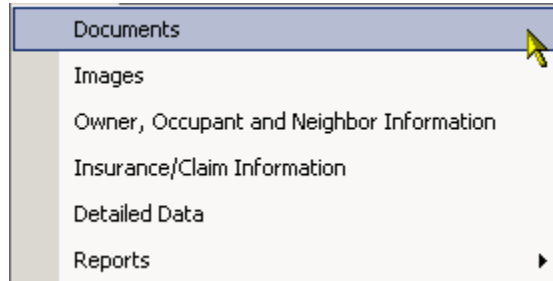 Documents
Images
Owner, Occupant and Neighbor Information
Insurance/Claim Information
Detailed Data
Reports